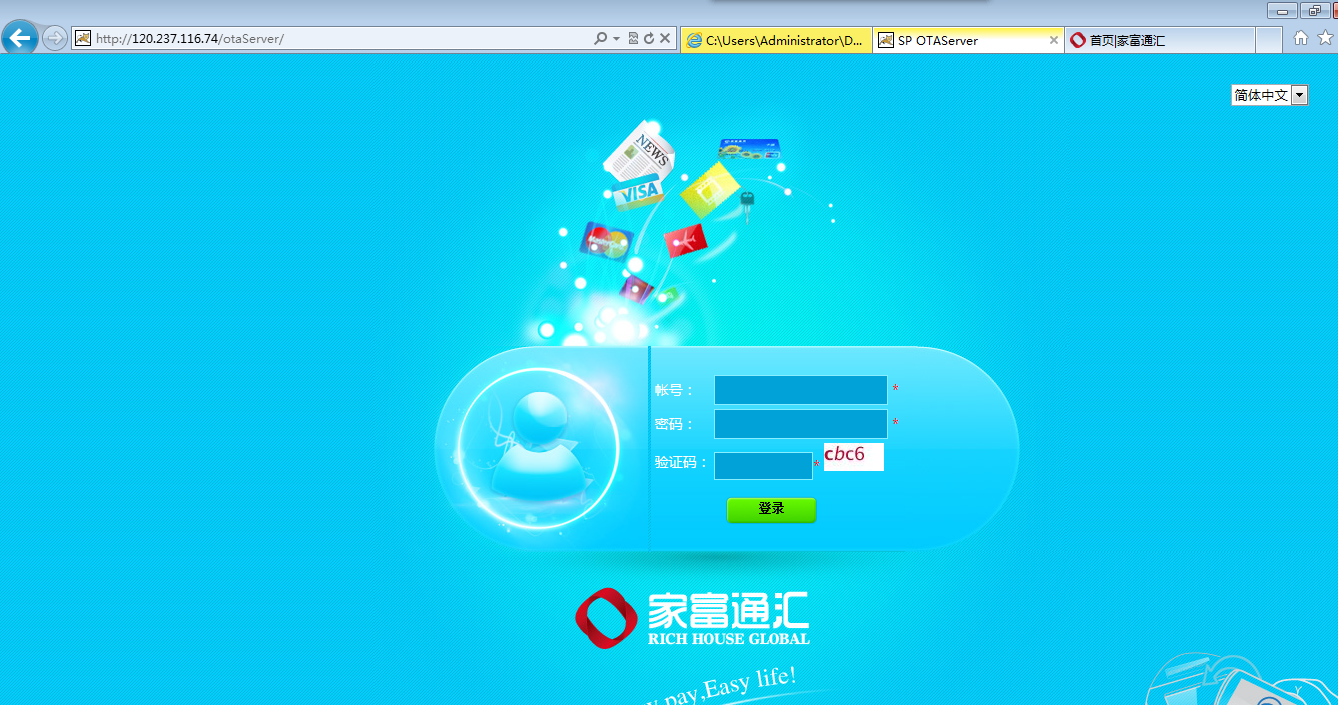 http://120.237.116.74/otaServer/
C:\Users\Administrator\D...
SP OTAServer
首页|家富通汇
简体中文
NEWS
VISA
MasterCard
帐号：
*
密码：
*
验证码：
*
cbc6
登录
家富通汇
RICH HOUSE GLOBAL
pay,Easy life!